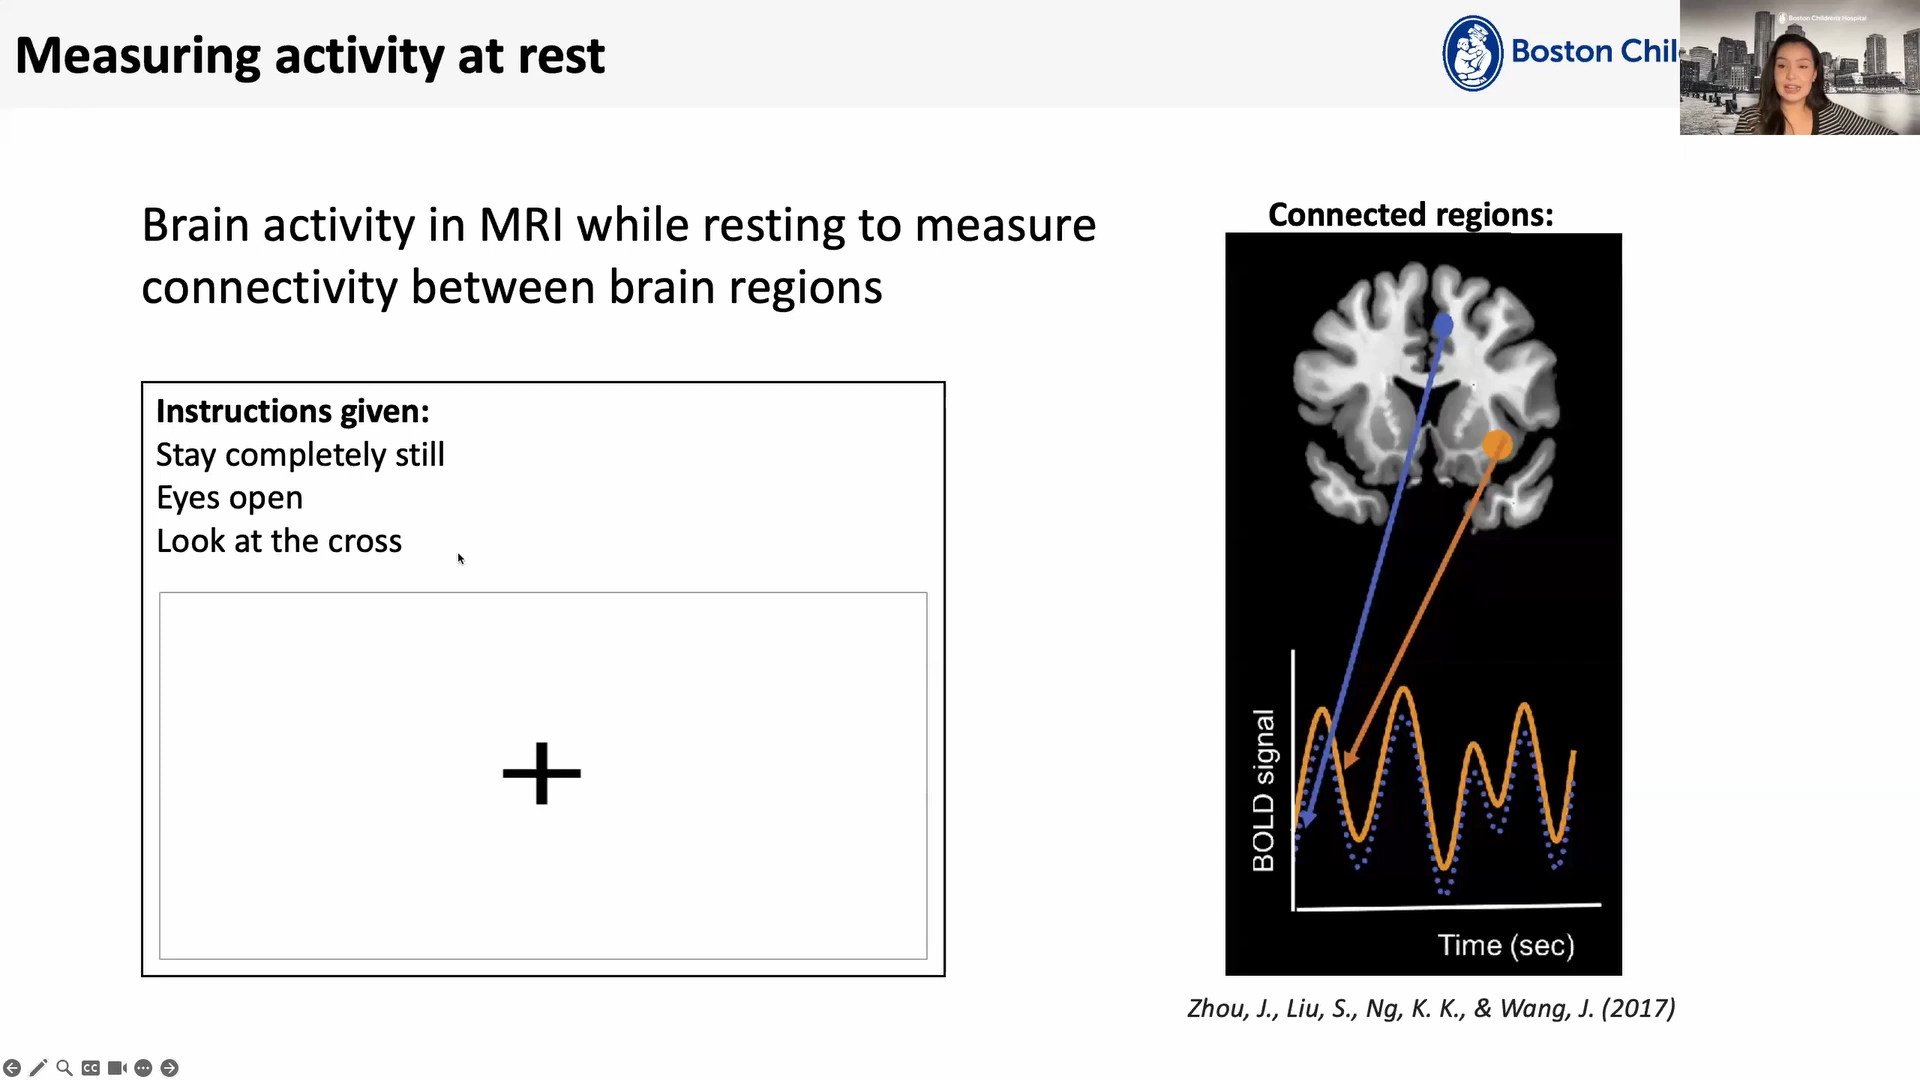 Measuring activity at rest
Boston Chil
Boston Children's Hospital
Brain activity in MRI while resting to measure
connectivity between brain regions
Instructions given:
Stay completely still
Eyes open
Look at the cross
Connected regions:
BOLD signal
Time (sec)
Zhou, J., Liu, S., Ng, K. K., & Wang, J. (2017)
CC